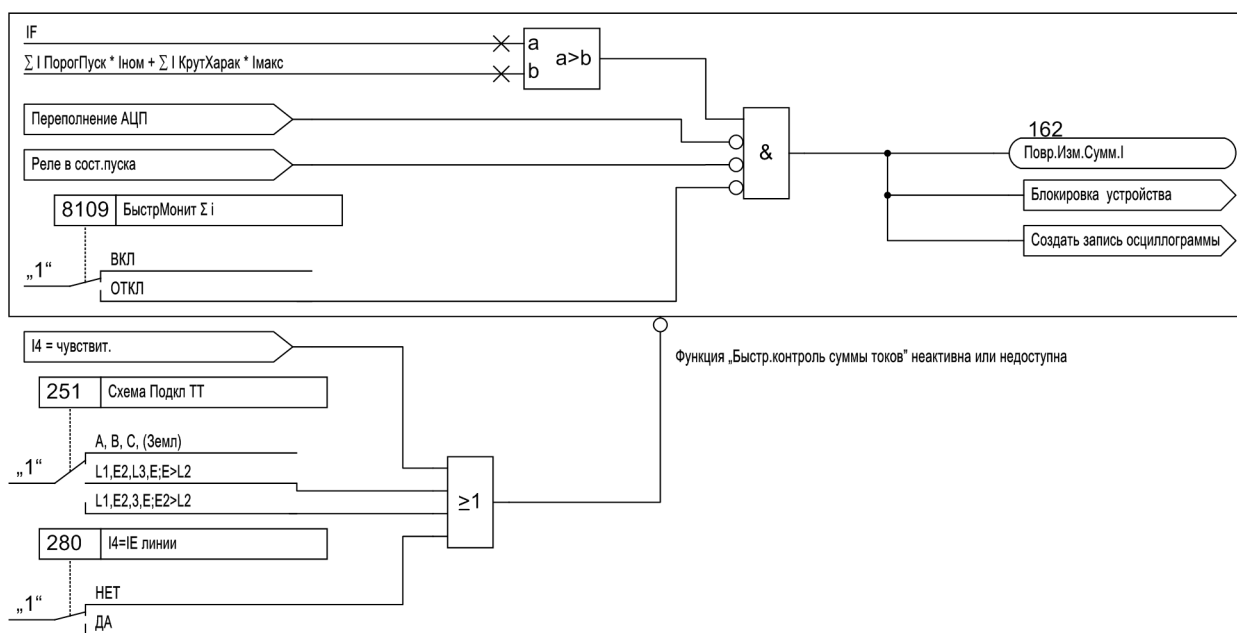 IF
∑ I ПорогПуск * Iном + ∑ I КрутХарак * Iмакс
a
b
a>b
Переполнение АЦП
Реле в сост.пуска
&
162
Повр.Изм.Сумм.I
Блокировка устройства
Создать запись осциллограммы
8109 БыстрМонит Σ i
„1“
ВКЛ
ОТКЛ
I4 = чувствит.
Функция „Быстр.контроль суммы токов” неактивна или недоступна
251 Схема Подкл ТТ
„1“
А, В, С, (Земл)
L1,E2,L3,E;E>L2
L1,E2,3,E;E2>L2
≥1
280 I4=IE линии
„1“
НЕТ
ДА